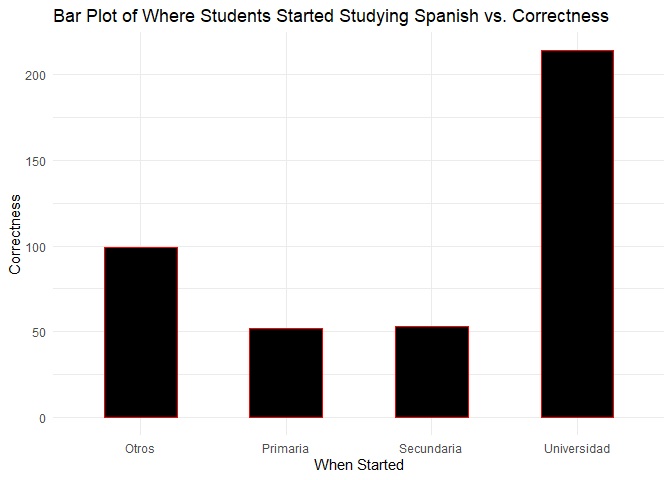 Bar Plot of Where Students Started Studying Spanish vs. Correctness
200
150
100
50
0
Correctness
Otros Primaria Secundaria Universidad
When Started